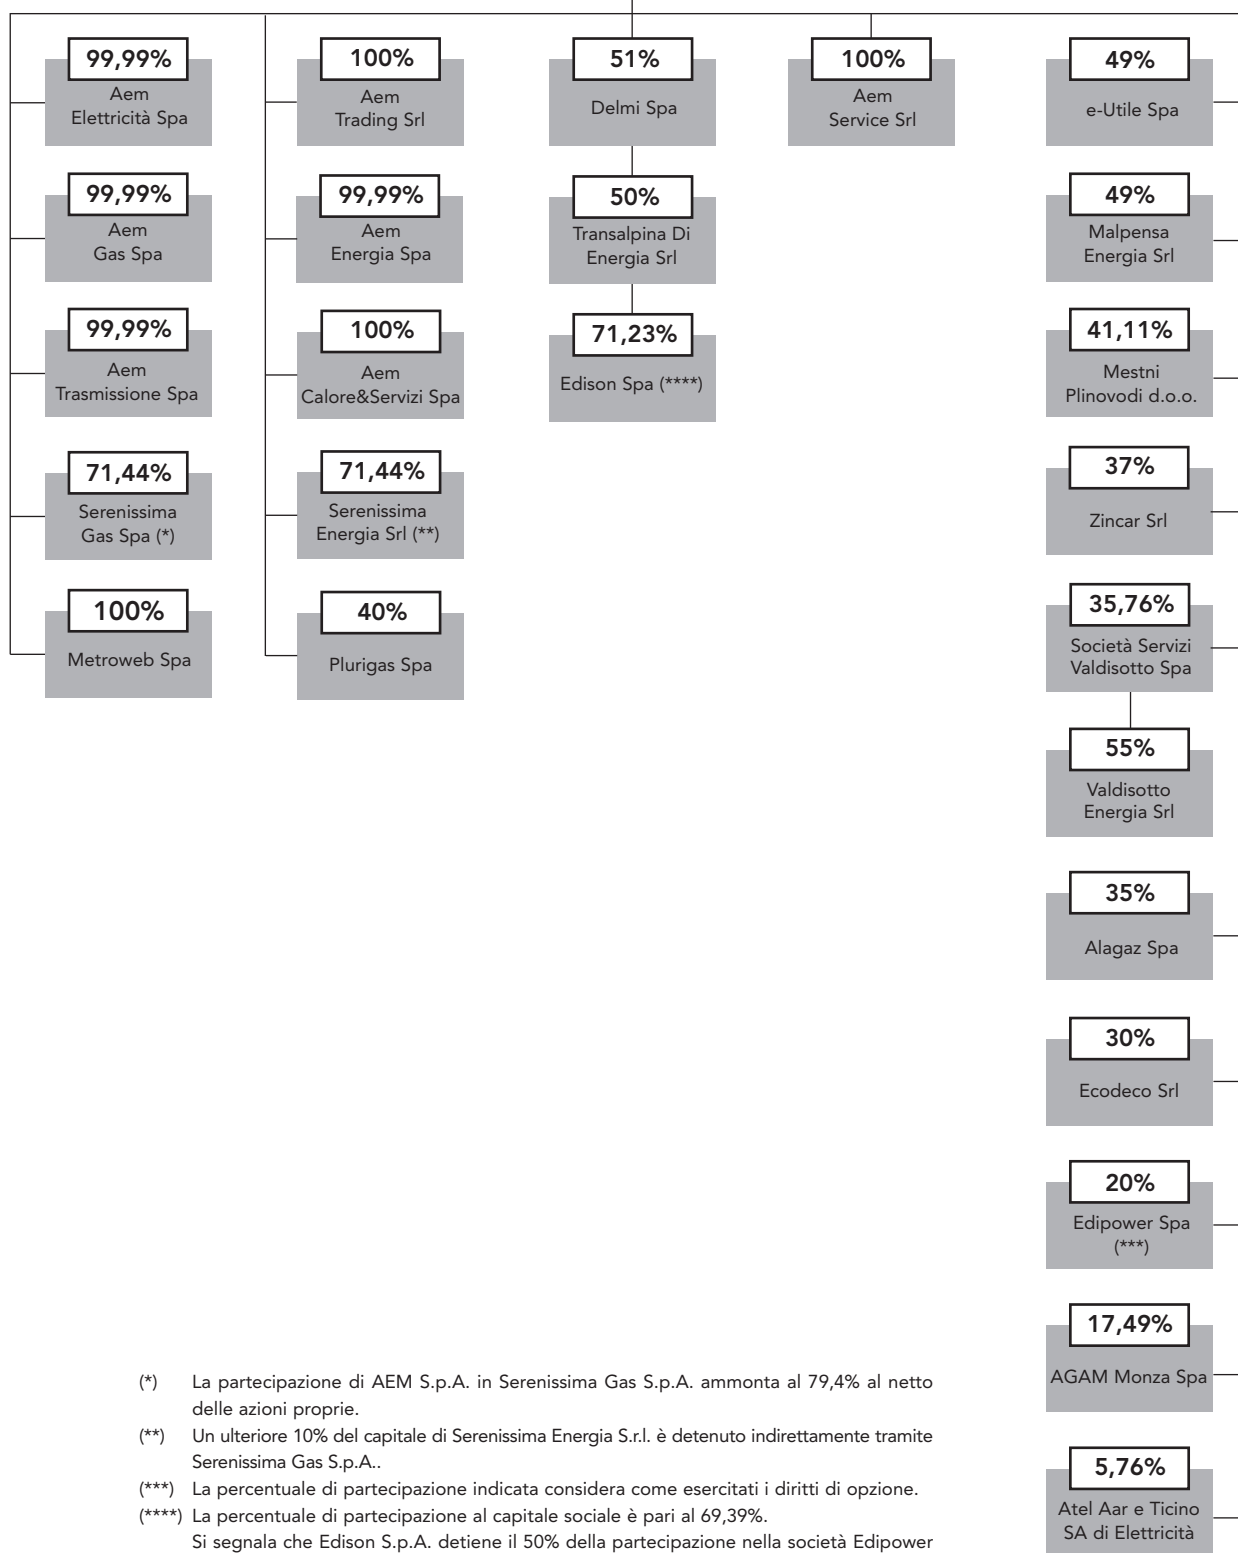 99,99%
Aem
Elettricità Spa
99,99%
Aem
Gas Spa
99,99%
Aem
Trasmissione Spa
71,44%
Serenissima
Gas Spa (*)
100%
Metroweb Spa
100%
Aem
Trading Srl
99,99%
Aem
Energia Spa
100%
Aem
Calore&Servizi Spa
71,44%
Serenissima
Energia Srl (**)
40%
Plurigas Spa
51%
Delmi Spa
50%
Transalpina Di
Energia Srl
71,23%
Edison Spa (****)
100%
Aem
Service Srl
49%
e-Utile Spa
49%
Malpensa
Energia Srl
41,11%
Mestni
Plinovodi d.o.o.
37%
Zincar Srl
35,76%
Società Servizi
Valdisotto Spa
55%
Valdisotto
Energia Srl
35%
Alagaz Spa
30%
Ecodeco Srl
20%
Edipower Spa
(***)
17,49%
AGAM Monza Spa
5,76%
Atel Aar e Ticino
SA di Elettricità
(*) La partecipazione di AEM S.p.A. in Serenissima Gas S.p.A. ammonta al 79,4% al netto
delle azioni proprie.
(**) Un ulteriore 10% del capitale di Serenissima Energia S.r.l. è detenuto indirettamente tramite
Serenissima Gas S.p.A..
(***) La percentuale di partecipazione indicata considera come esercitati i diritti di opzione.
(****) La percentuale di partecipazione al capitale sociale è pari al 69,39%.
Si segnala che Edison S.p.A. detiene il 50% della partecipazione nella società Edipower